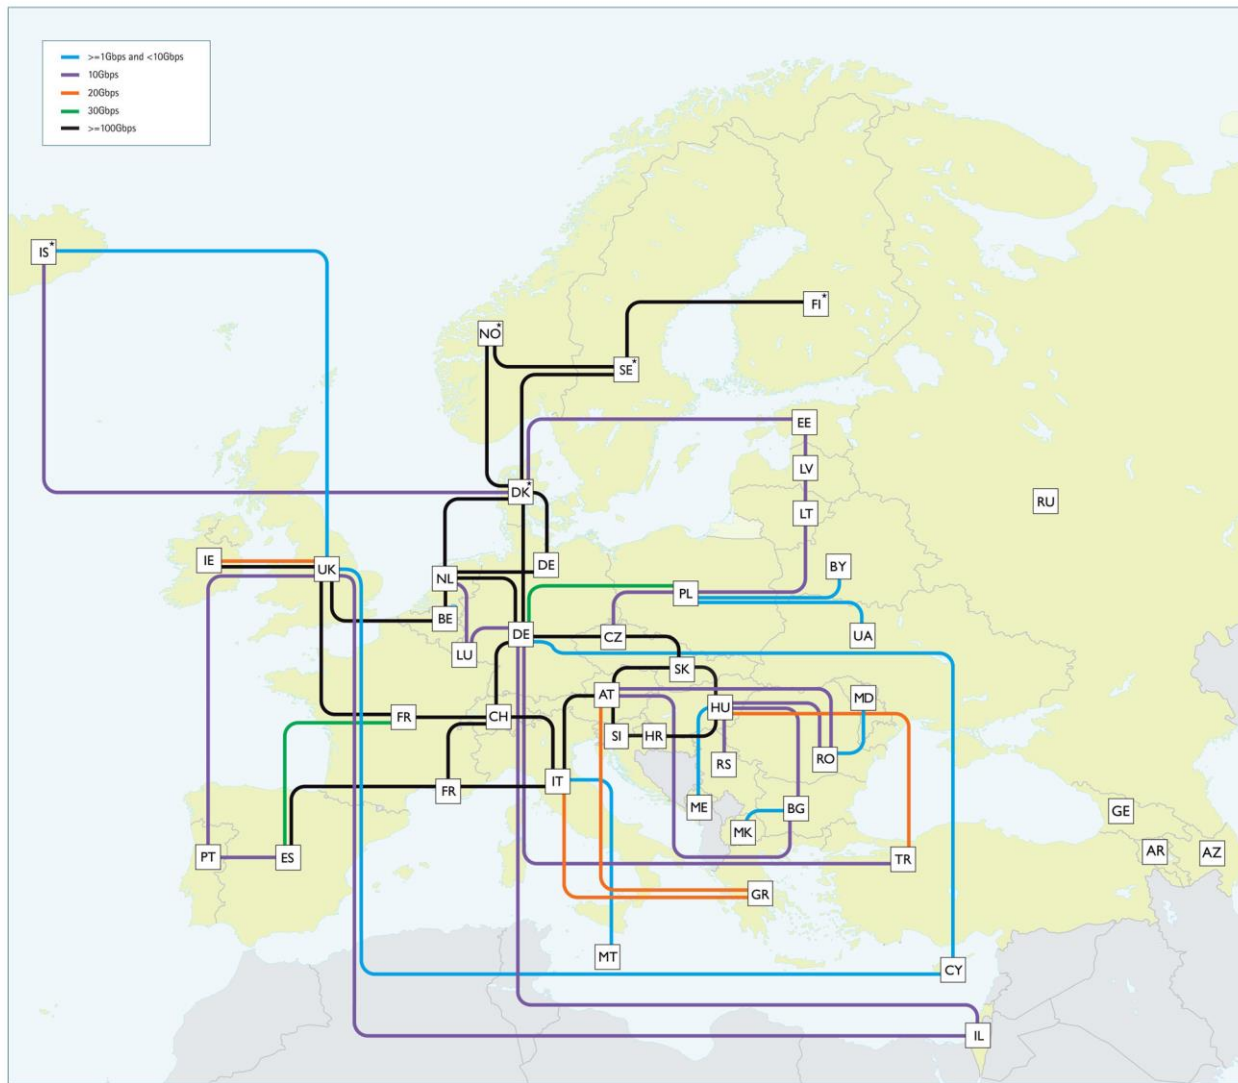 >=1Gbps and <10Gbps
10Gbps
20Gbps
30Gbps
>=100Gbps
IS*
FI*
NO*
SE*
EE
LV
DK*
LT
RU
IE
UK
NL
DE
BY
PL
BE
LU
DE
CZ
UA
SK
AT
HU
MD
FR
CH
SI
HR
RS
RO
IT
FR
ME
MK
BG
GE
PT
ES
TR
AR
AZ
GR
MT
CY
IL